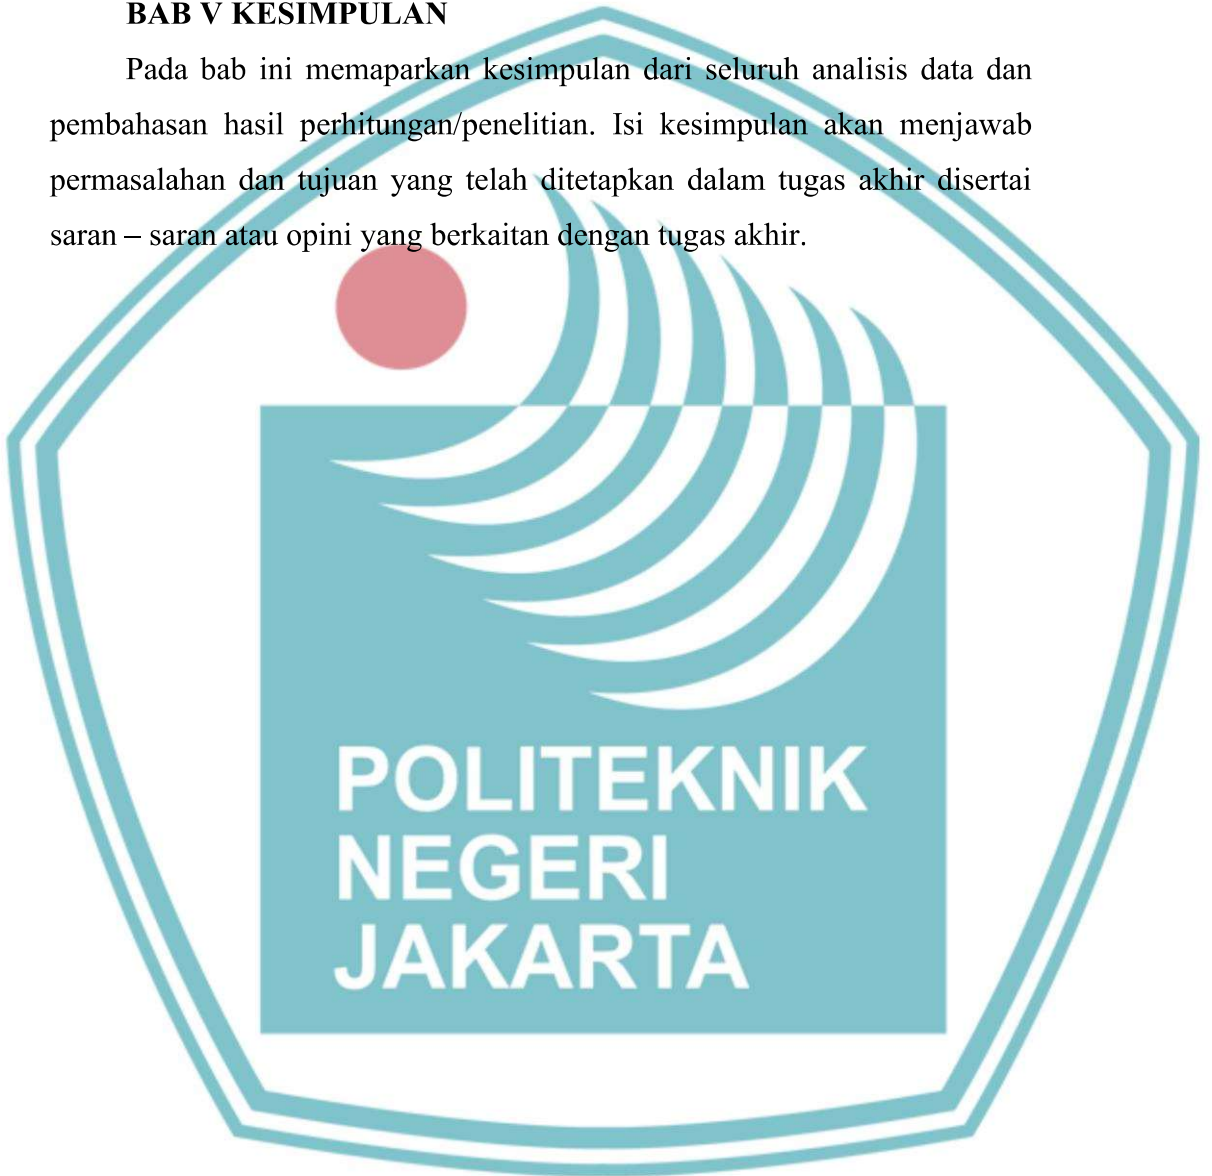 BAB V KESIMPULAN
Pada bab ini memaparkan kesimpulan dari seluruh analisis data dan
pembahasan hasil perhitungan/penelitian. Isi kesimpulan akan menjawab
permasalahan dan tujuan yang telah ditetapkan dalam tugas akhir disertai
saran – saran atau opini yang berkaitan dengan tugas akhir.
POLITEKNIK
NEGERI
JAKARTA